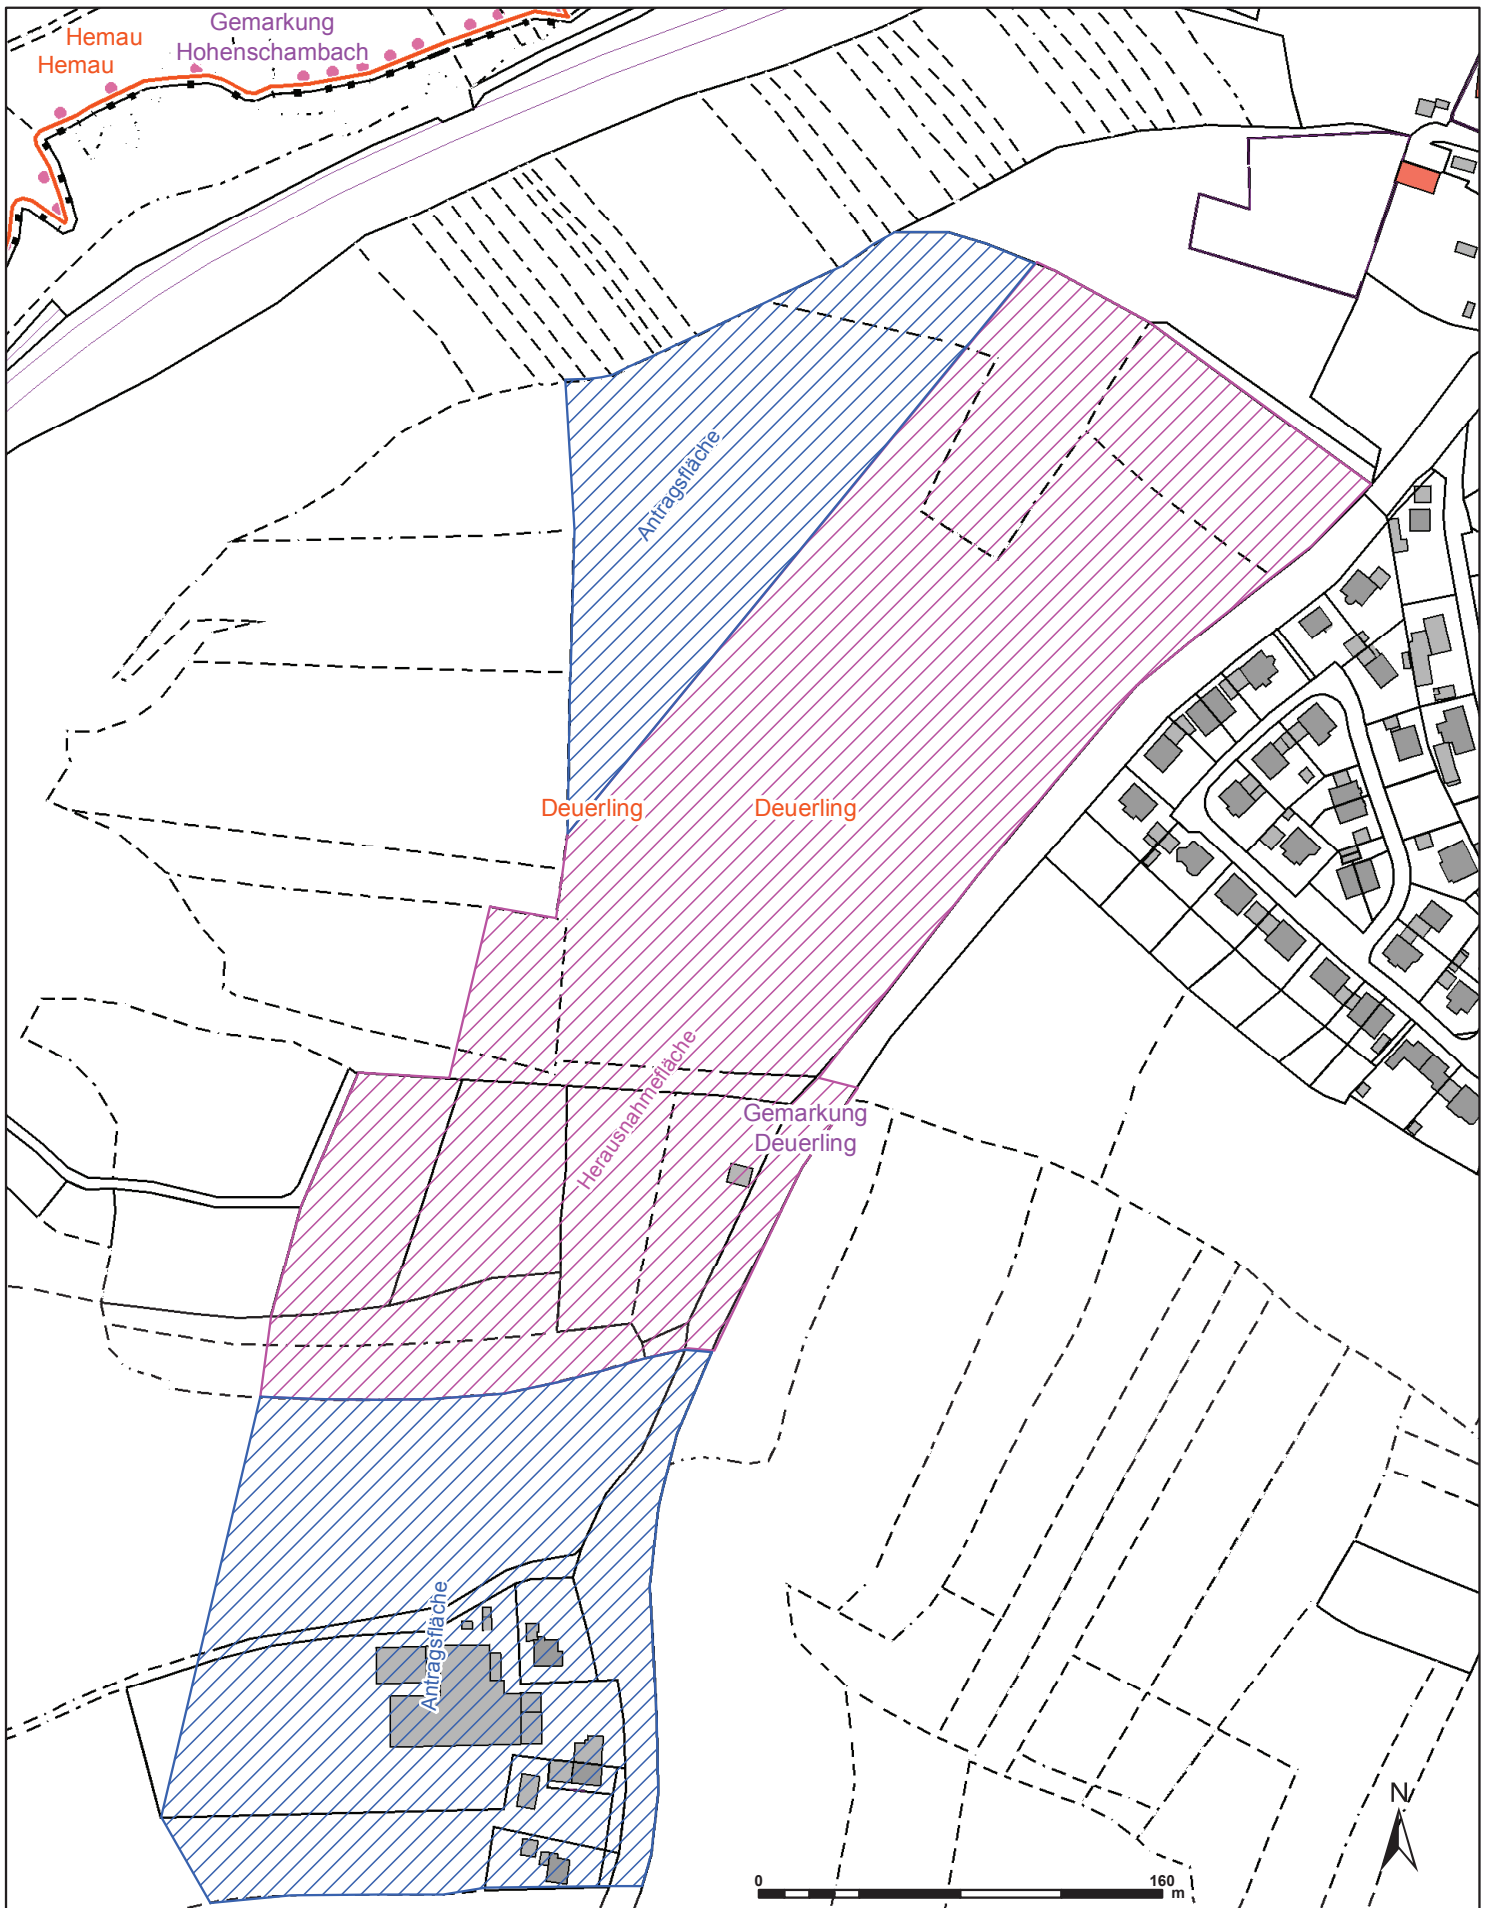 Hemau
Hemau
Gemarkung
Hohenschambach
Antragsfläche
Deuerling
Deuerling
Herausnahmefläche
Gemarkung
Deuerling
Antragsfläche
N
0
160
m